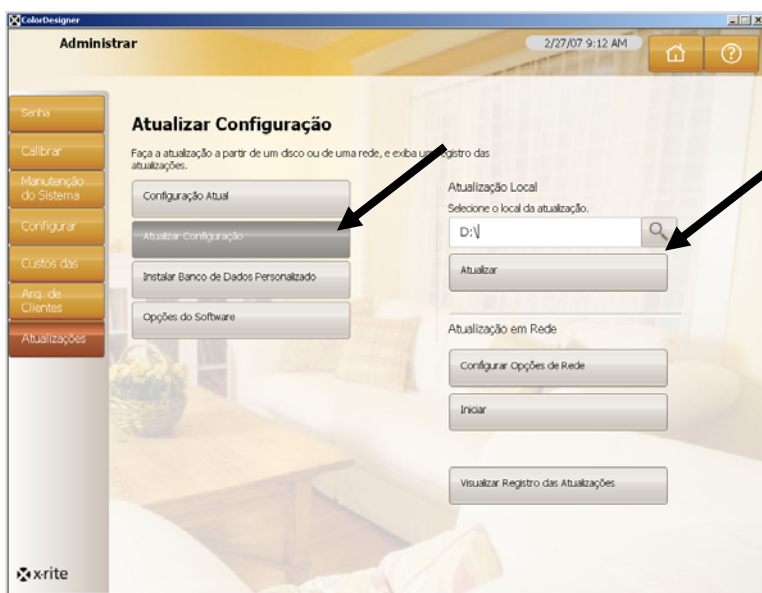 ColorDesigner
Administrar
2/27/07 9:12 AM
Senha
Calibrar
Manutenção
do Sistema
Configurar
Custos das
Arq. de
Clientes
Atualizações
Atualizar Configuração
Faça a atualização a partir de um disco ou de uma rede, e exiba um registro das
atualizações.
Configuração Atual
Atualizar Configuração
Instalar Banco de Dados Personalizado
Opções do Software
Atualização Local
Selecione o local da atualização.
D:\
Atualizar
Atualização em Rede
Configurar Opções de Rede
Iniciar
Visualizar Registro das Atualizações
x·rite